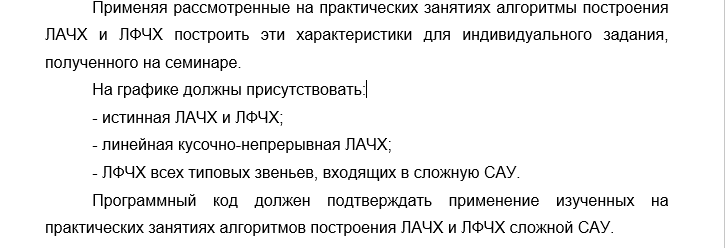 Применяя рассмотренные на практических занятиях алгоритмы построения
ЛАЧХ и ЛФЧХ построить эти характеристики для индивидуального задания,
полученного на семинаре.
На графике должны присутствовать:
- истинная ЛАЧХ и ЛФЧХ;
- линейная кусочно-непрерывная ЛАЧХ;
- ЛФЧХ всех типовых звеньев, входящих в сложную САУ.
Программный код должен подтверждать применение изученных на
практических занятиях алгоритмов построения ЛАЧХ и ЛФЧХ сложной САУ.